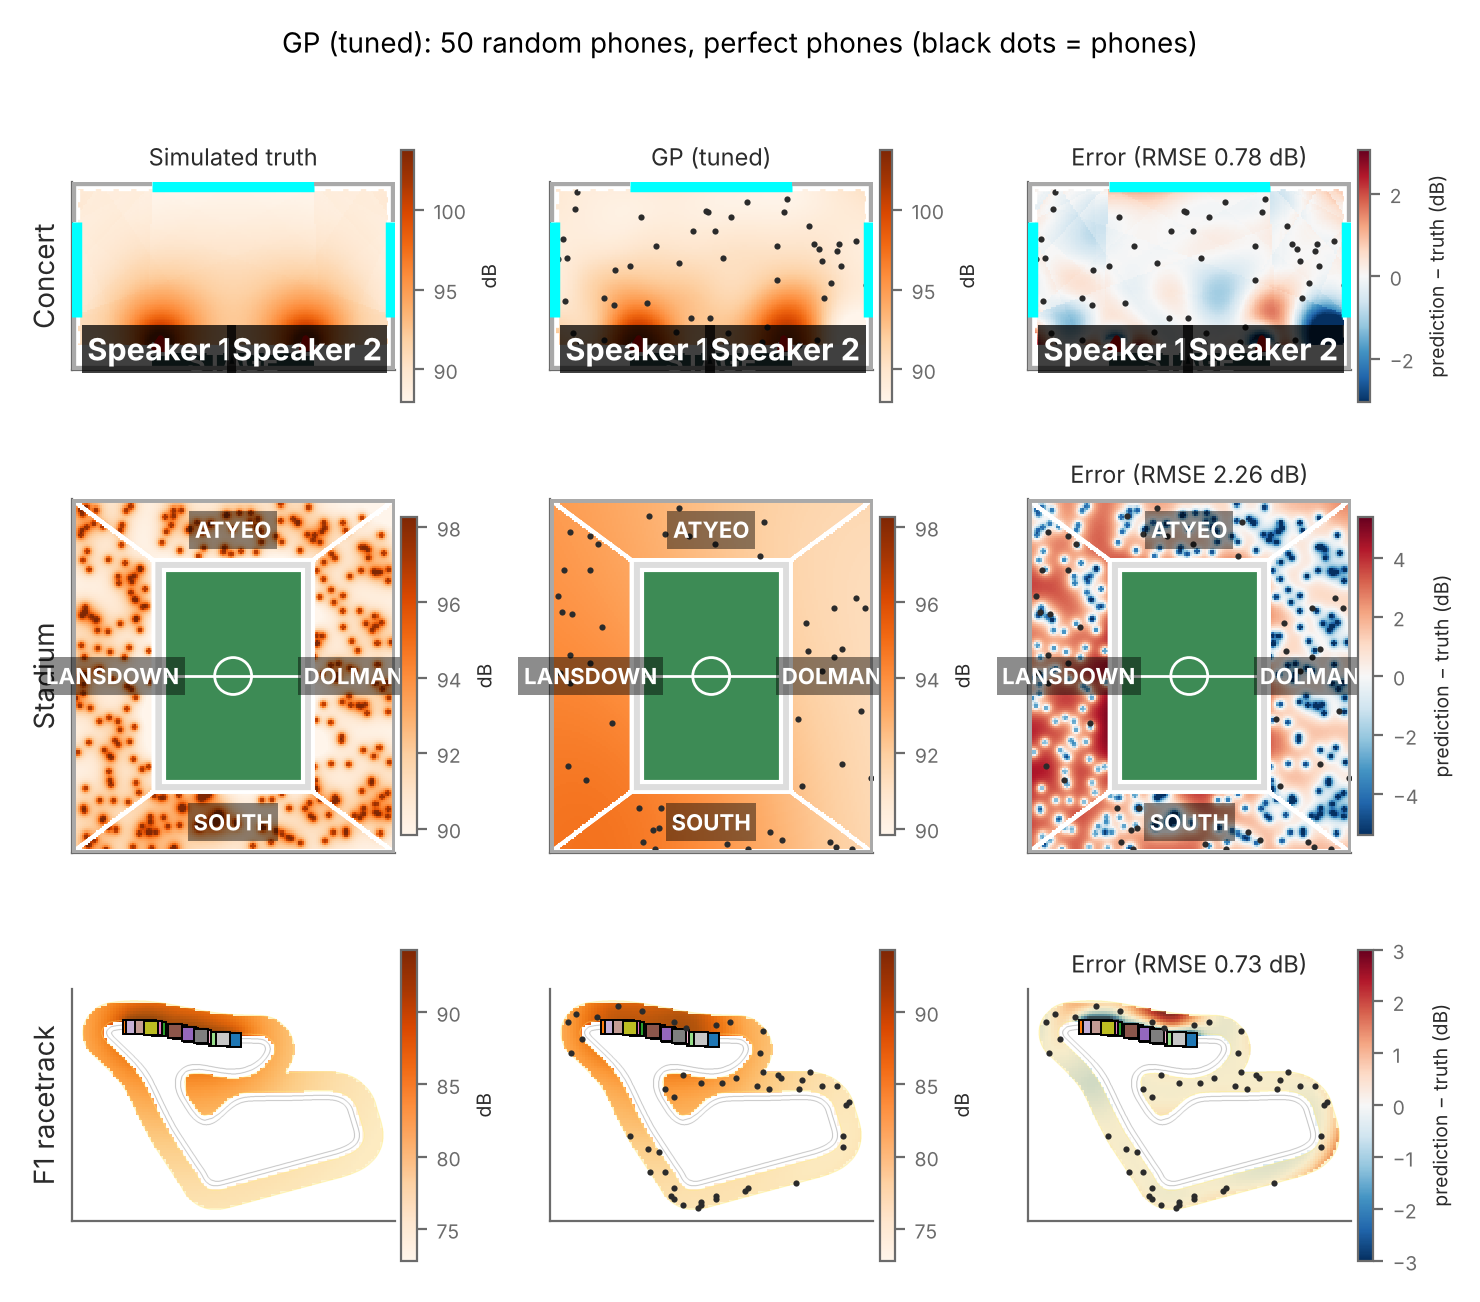 GP (tuned): 50 random phones, perfect phones (black dots = phones)
Simulated truth
GP (tuned)
Error (RMSE 0.78 dB)
Concert
Speaker 1
Speaker 2
100
95
90
dB
Speaker 1
Speaker 2
100
95
90
dB
Speaker 1
Speaker 2
2
0
−2
prediction − truth (dB)
Error (RMSE 2.26 dB)
Stadium
ATYEO
LANSDOWN
DOLMAN
SOUTH
98
96
94
92
90
dB
ATYEO
LANSDOWN
DOLMAN
SOUTH
98
96
94
92
90
dB
ATYEO
LANSDOWN
DOLMAN
SOUTH
4
2
0
−2
−4
prediction − truth (dB)
Error (RMSE 0.73 dB)
F1 racetrack
90
85
80
75
dB
90
85
80
75
dB
3
2
1
0
−1
−2
−3
prediction − truth (dB)